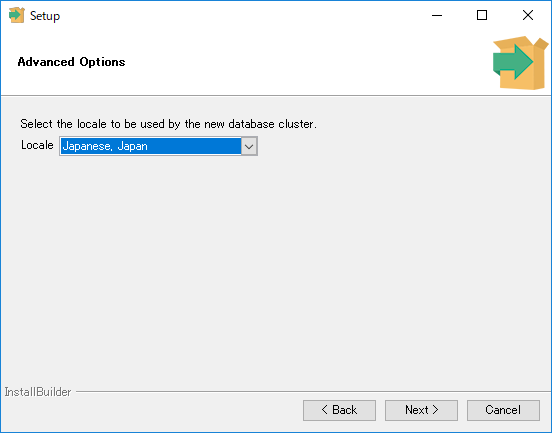 Setup
Advanced Options
Select the locale to be used by the new database cluster.
Locale Japanese, Japan
InstallBuilder
< Back Next > Cancel